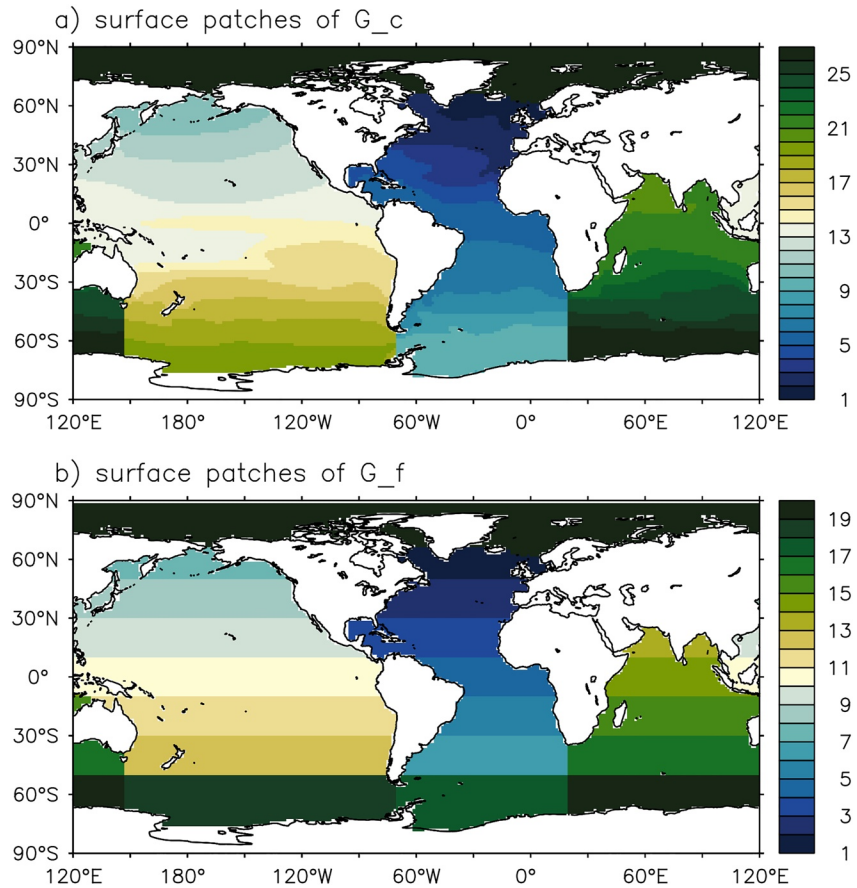 a) surface patches of G_c
90°N
60°N
30°N
0°
30°S
60°S
90°S
120°E 180° 120°W 60°W 0° 60°E 120°E
25
21
17
13
9
5
1
b) surface patches of G_f
90°N
60°N
30°N
0°
30°S
60°S
90°S
120°E 180° 120°W 60°W 0° 60°E 120°E
19
17
15
13
11
9
7
5
3
1